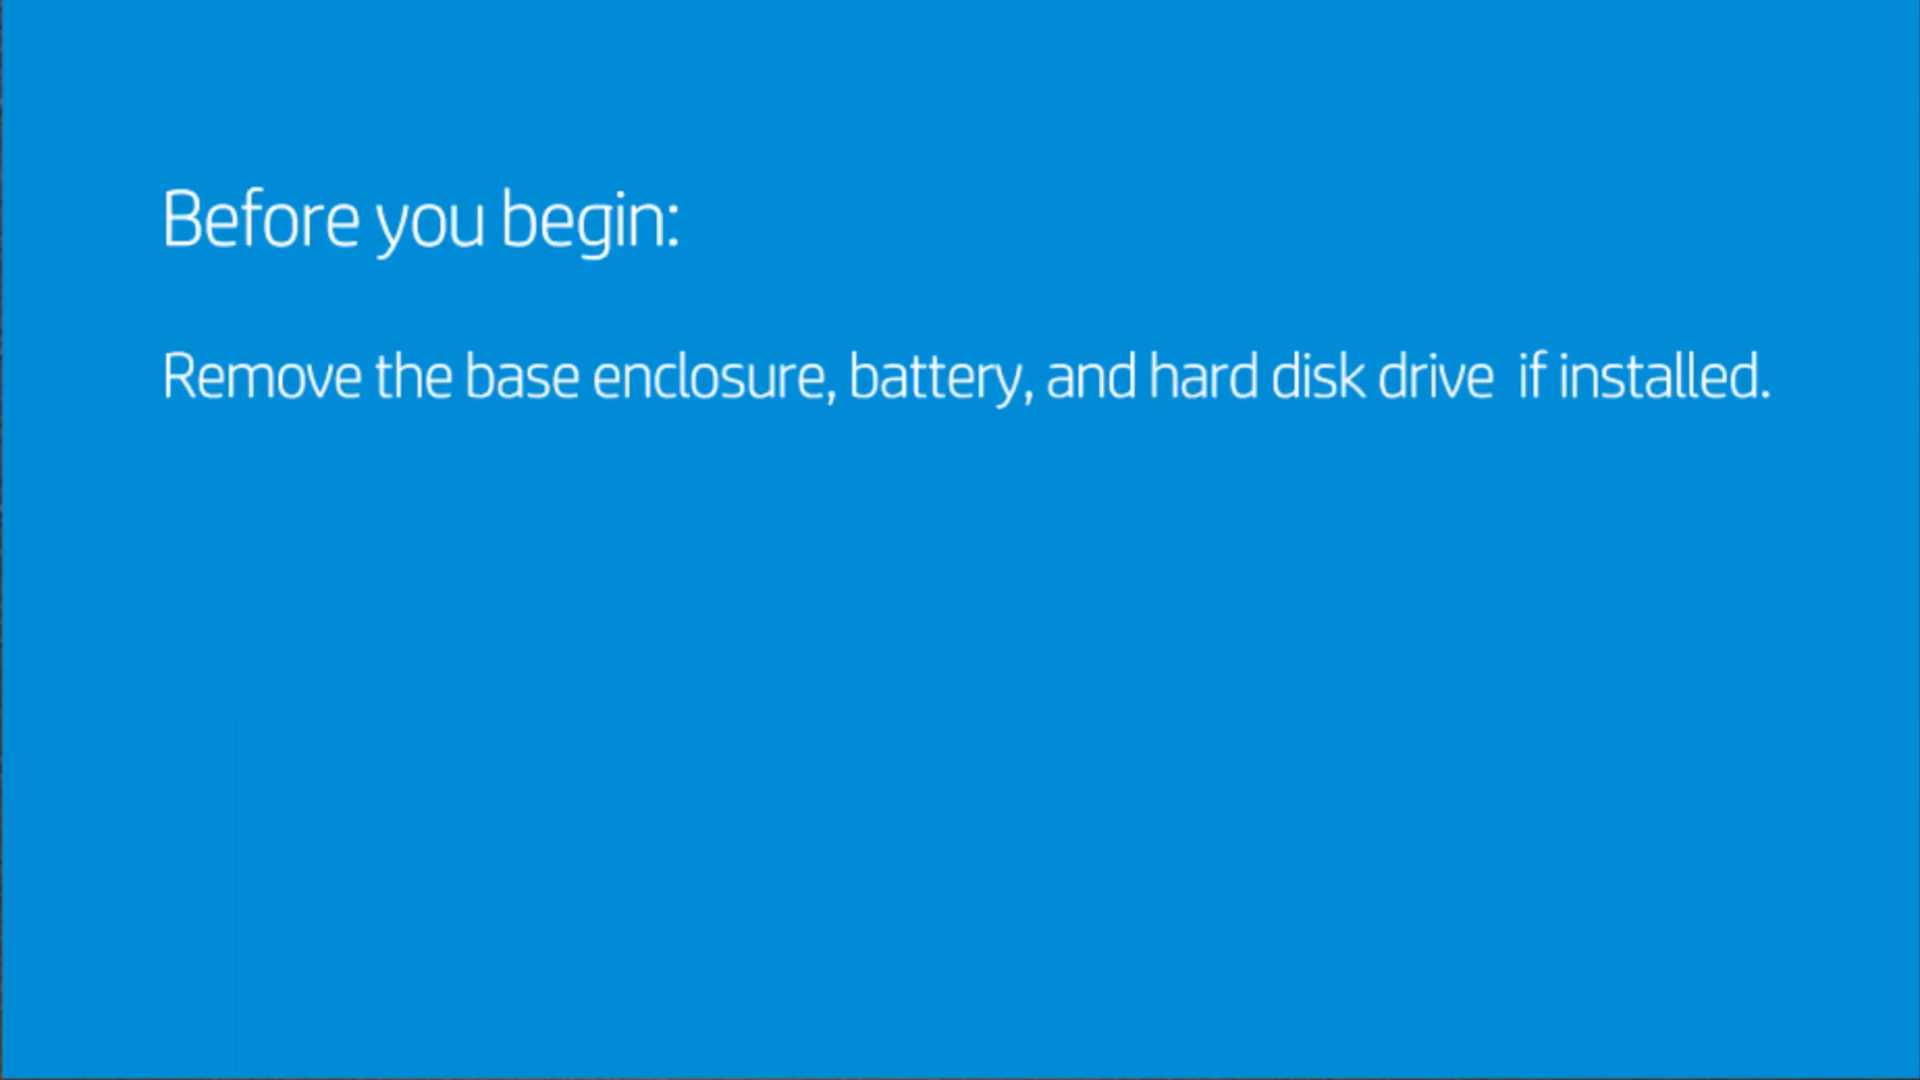 Before you begin:
Remove the base enclosure, battery, and hard disk drive  if installed.